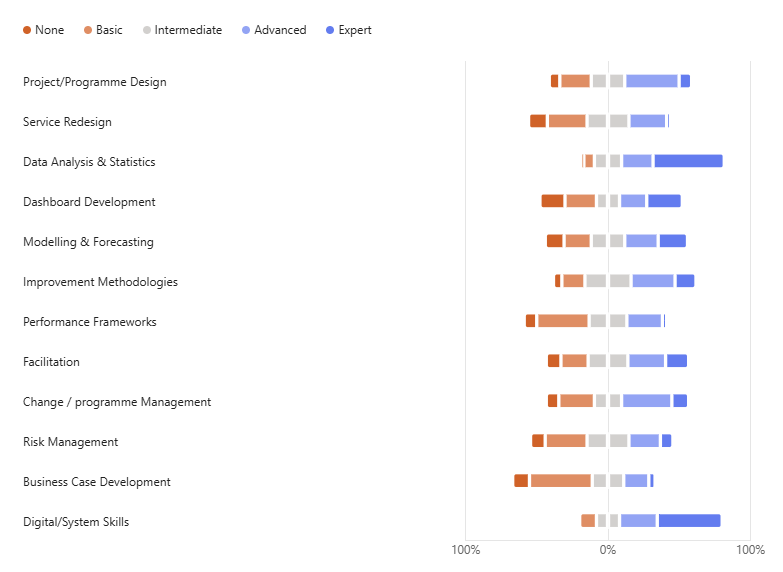 None Basic Intermediate Advanced Expert
Project/Programme Design
Service Redesign
Data Analysis & Statistics
Dashboard Development
Modelling & Forecasting
Improvement Methodologies
Performance Frameworks
Facilitation
Change / programme Management
Risk Management
Business Case Development
Digital/System Skills
100% 0% 100%